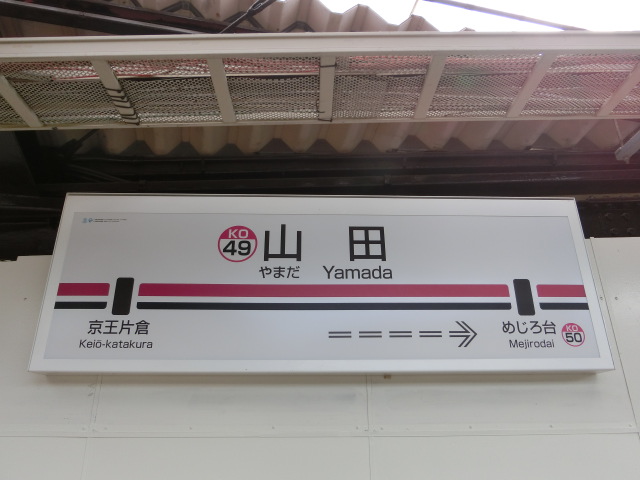 KO
49
山田
やまだ Yamada
京王片倉
Keiō-katakura
めじろ台
Mejirodai
KO
50